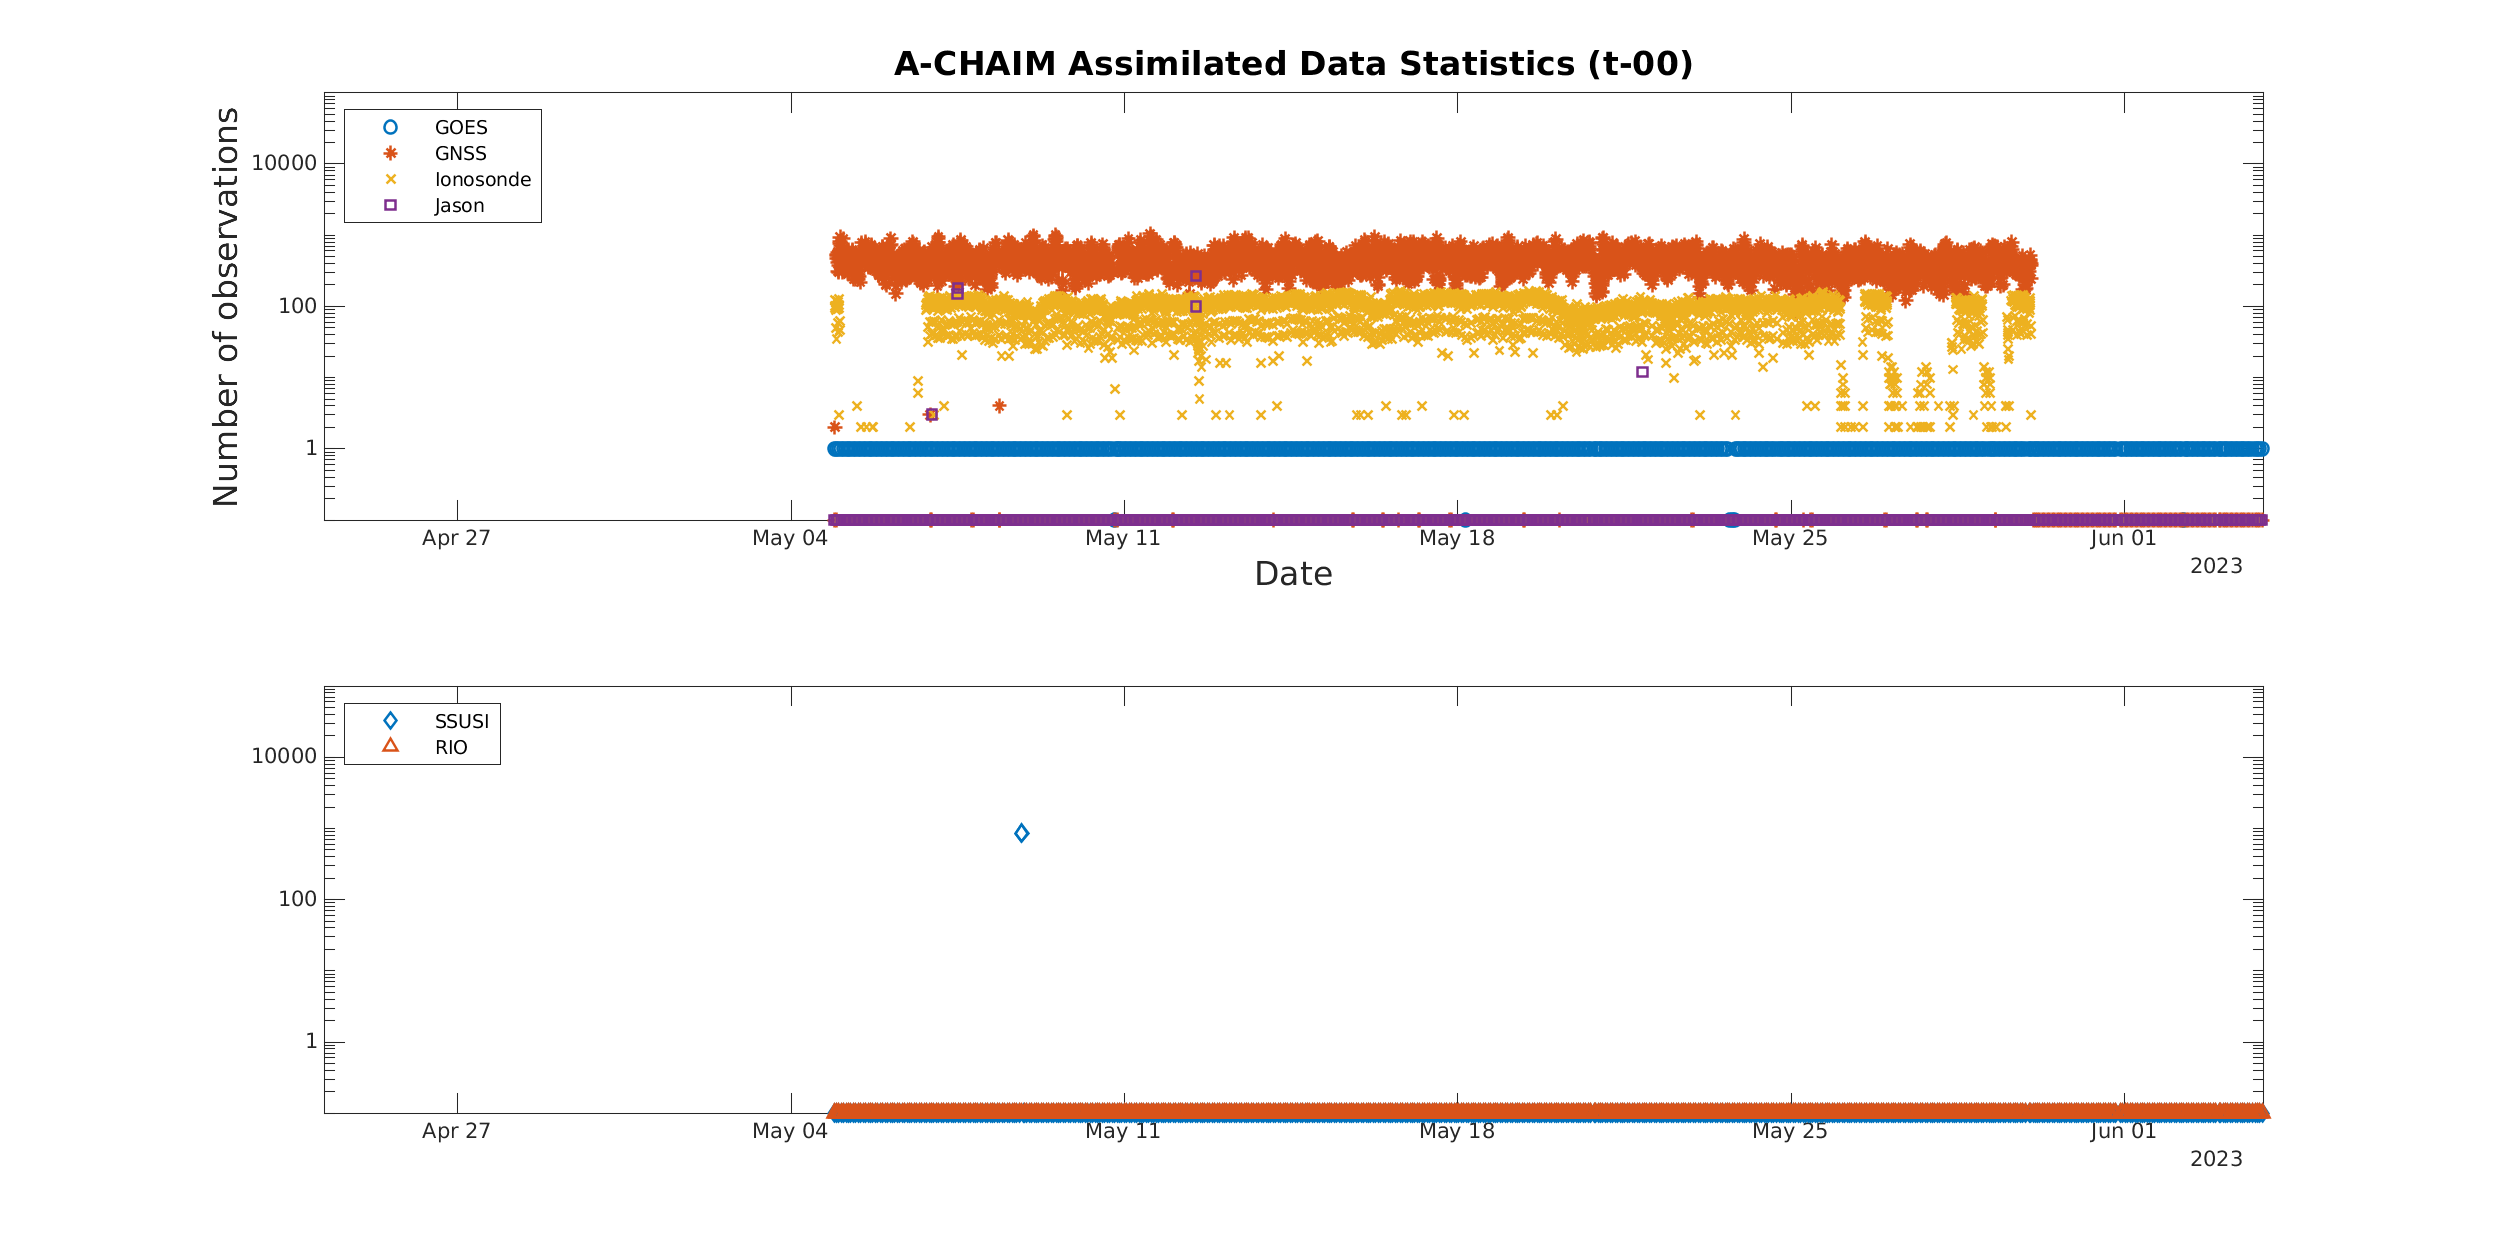 A-CHAIM Assimilated Data Statistics (t-00)
Number of observations
GOES
GNSS
Ionosonde
Jason
10000
100
1
Apr 27 May 04 May 11 May 18 May 25 Jun 01
2023
Date
SSUSI
RIO
10000
100
1
Apr 27 May 04 May 11 May 18 May 25 Jun 01
2023